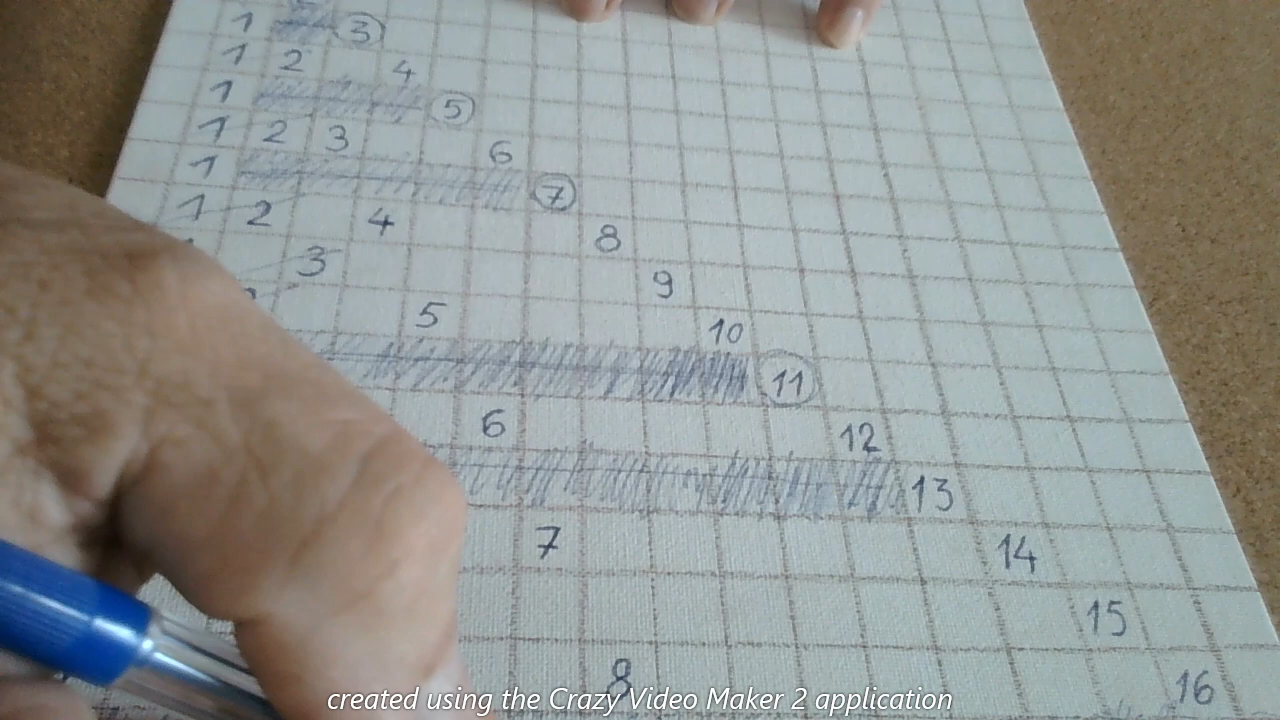 1 3
1 2 4
1 5
1 2 3 6
1 7
1 2 4 8
3 9
5 10
11
6 12
13
7 14
15
8 16
created using the Crazy Video Maker 2 application